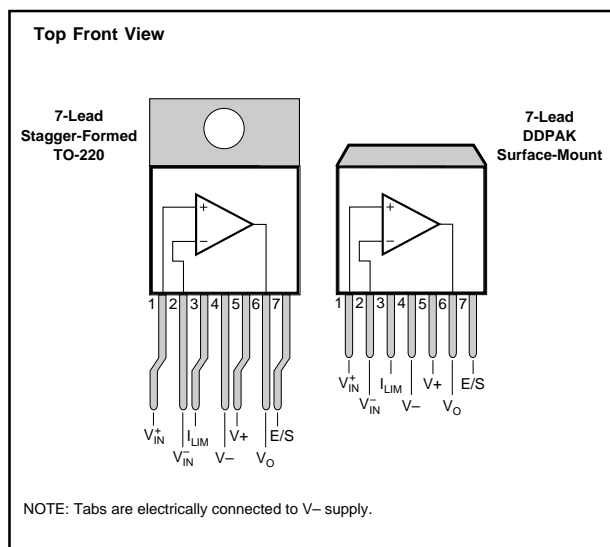 Top Front View
7-Lead
Stagger-Formed
TO-220
7-Lead
DDPAK
Surface-Mount
+
–
+
–
1 2 3 4 5 6 7
1 2 3 4 5 6 7
V+IN ILIM V+ E/S
V–IN V– VO
V+IN ILIM V+ E/S
V–IN V– VO
NOTE: Tabs are electrically connected to V– supply.